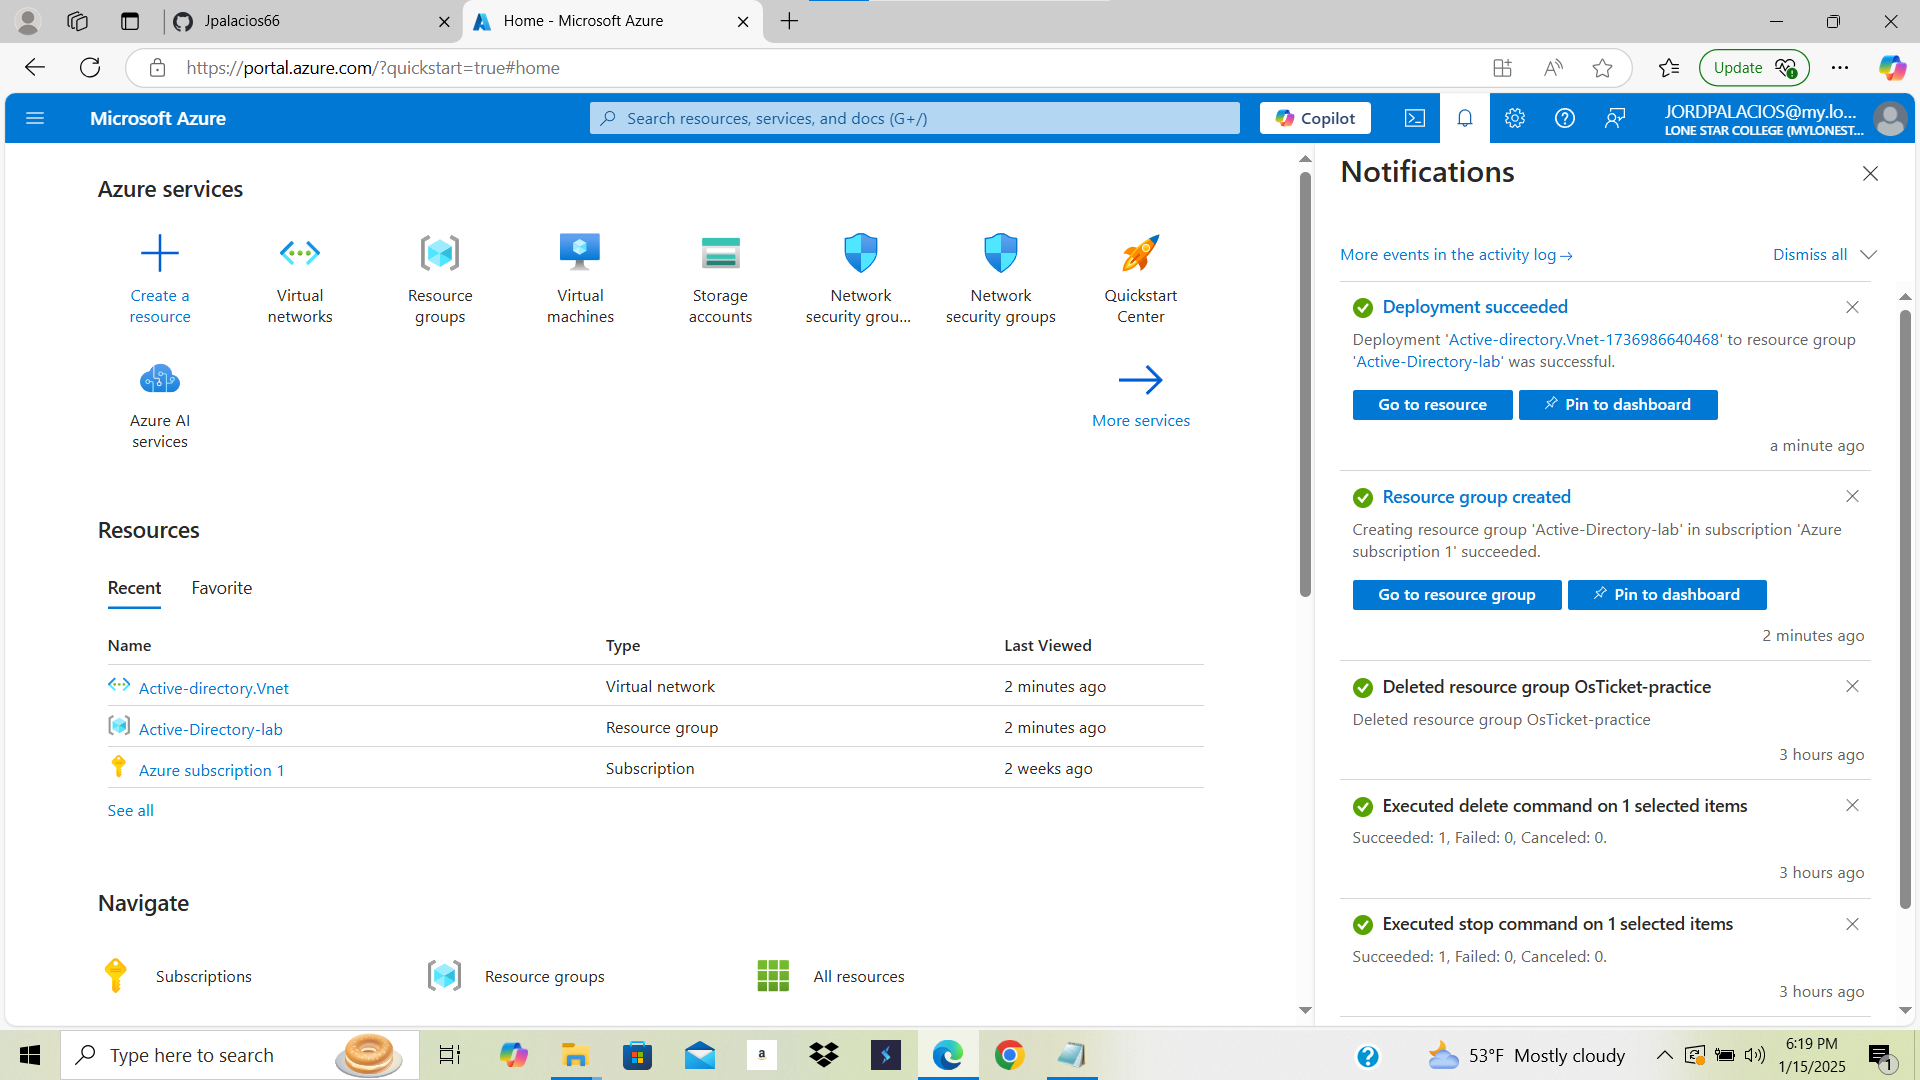 Jpalacios66
Home - Microsoft Azure
https://portal.azure.com/?quickstart=true#home
Update
Microsoft Azure
Search resources, services, and docs (G+/)
Copilot
JORDPALACIOS@my.lo...
LONE STAR COLLEGE (MYLONEST...
Azure services
Create a
resource
Virtual
networks
Resource
groups
Virtual
machines
Storage
accounts
Network
security grou...
Network
security groups
Quickstart
Center
Azure AI
services
More services
Resources
Recent
Favorite
Name
Type
Last Viewed
Active-directory.Vnet
Virtual network
2 minutes ago
Active-Directory-lab
Resource group
2 minutes ago
Azure subscription 1
Subscription
2 weeks ago
See all
Navigate
Subscriptions
Resource groups
All resources
Notifications
More events in the activity log →
Dismiss all
Deployment succeeded
Deployment 'Active-directory.Vnet-1736986640468' to resource group
'Active-Directory-lab' was successful.
Go to resource
Pin to dashboard
a minute ago
Resource group created
Creating resource group 'Active-Directory-lab' in subscription 'Azure
subscription 1' succeeded.
Go to resource group
Pin to dashboard
2 minutes ago
Deleted resource group OsTicket-practice
Deleted resource group OsTicket-practice
3 hours ago
Executed delete command on 1 selected items
Succeeded: 1, Failed: 0, Canceled: 0.
3 hours ago
Executed stop command on 1 selected items
Succeeded: 1, Failed: 0, Canceled: 0.
3 hours ago
Type here to search
a
53°F Mostly cloudy
6:19 PM
1/15/2025
1